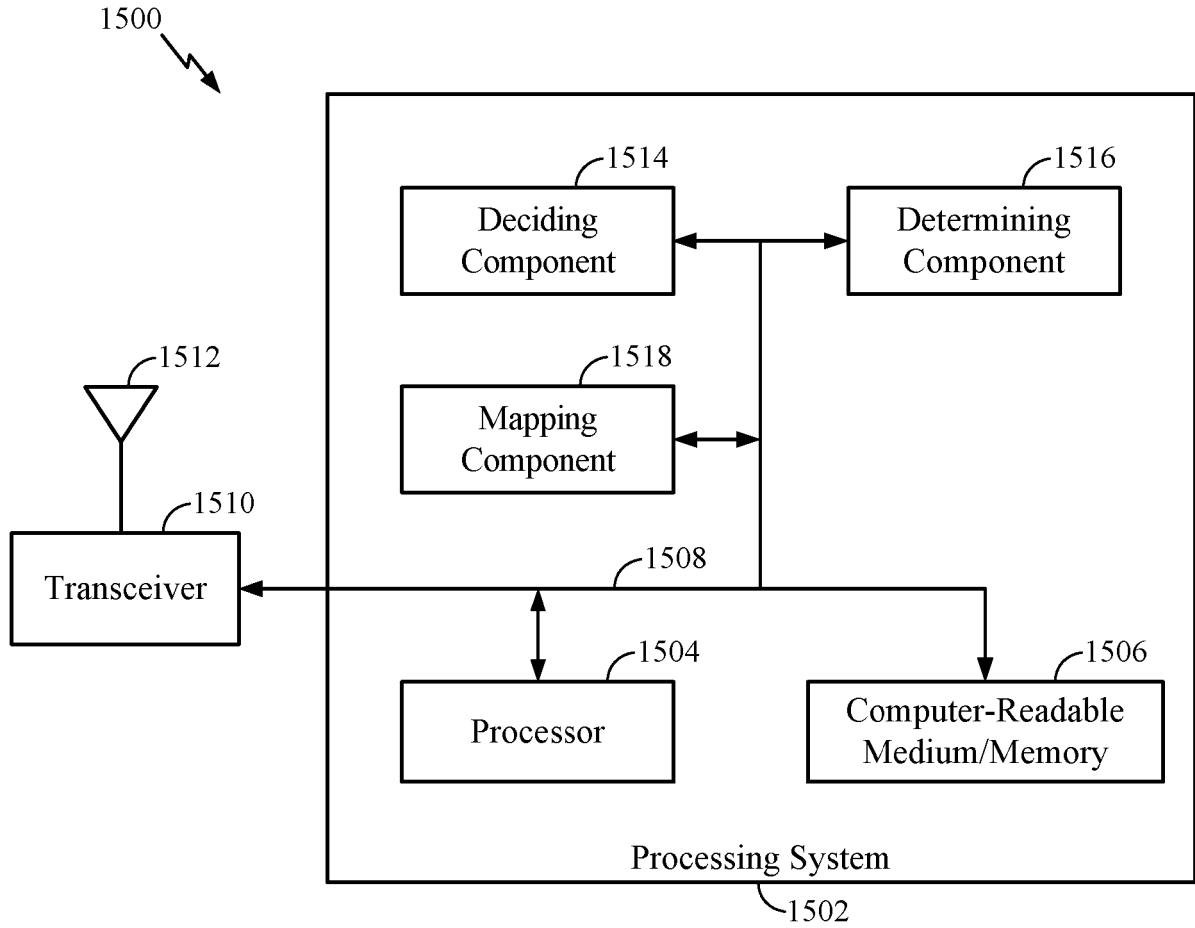 1500
1514
1516
Deciding
Component
Determining
Component
1512
1518
Mapping
Component
1510
Transceiver
1508
1504
1506
Processor
Computer-Readable
Medium/Memory
Processing System
1502